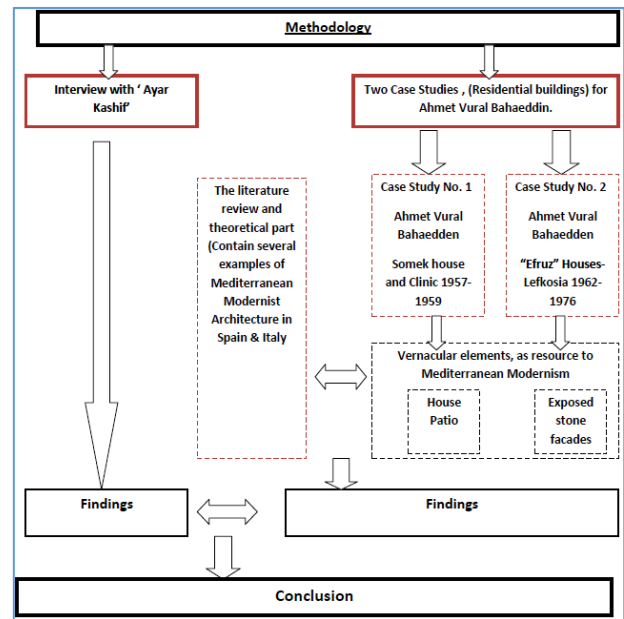 Methodology
Interview with ‘ Ayar
Kashif’
Two Case Studies , (Residential buildings) for
Ahmet Vural Bahaeddin.
The literature
review and
theoretical part
(Contain several
examples of
Mediterranean
Modernist
Architecture in
Spain & Italy
Case Study No. 1
Ahmet Vural
Bahaedden
Somek house
and Clinic 1957-
1959
Case Study No. 2
Ahmet Vural
Bahaedden
“Efruz” Houses-
Lefkosia 1962-
1976
Vernacular elements, as resource to
Mediterranean Modernism
House
Patio
Exposed
stone
facades
Findings
Findings
Conclusion